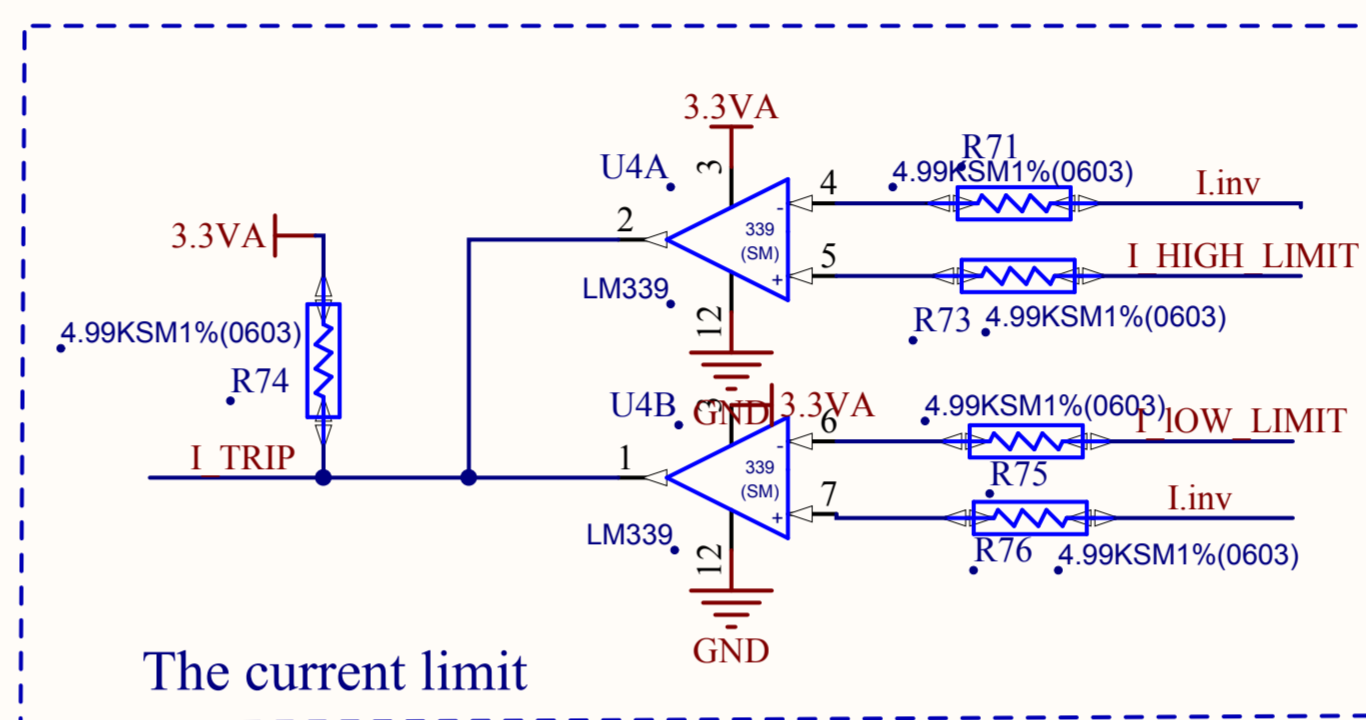 3.3VA
R71
U4A
3
4
4.99KSM1%(0603)
I.inv
2
-
339
(SM)
3.3VA
5
I_HIGH_LIMIT
+
LM339
12
R73
4.99KSM1%(0603)
4.99KSM1%(0603)
R74
GND
U4B
3
3.3VA
6
4.99KSM1%(0603)
I_lOW_LIMIT
I_TRIP
1
-
339
(SM)
R75
7
I.inv
+
LM339
12
R76
4.99KSM1%(0603)
GND
The current limit